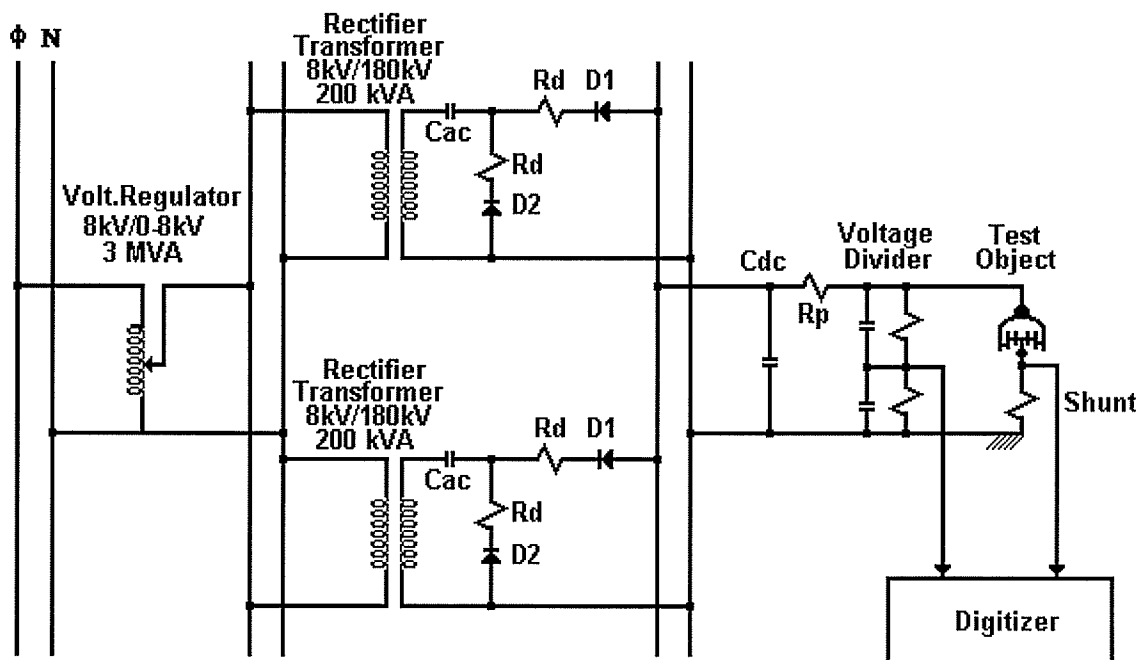 ϕ N
Rectifier
Transformer
8kV/180kV
200 kVA
Rd D1
Cac
Rd
D2
Volt.Regulator
8kV/0-8kV
3 MVA
Cdc
Rp
Voltage
Divider
Test
Object
Shunt
Rectifier
Transformer
8kV/180kV
200 kVA
Rd D1
Cac
Rd
D2
Digitizer